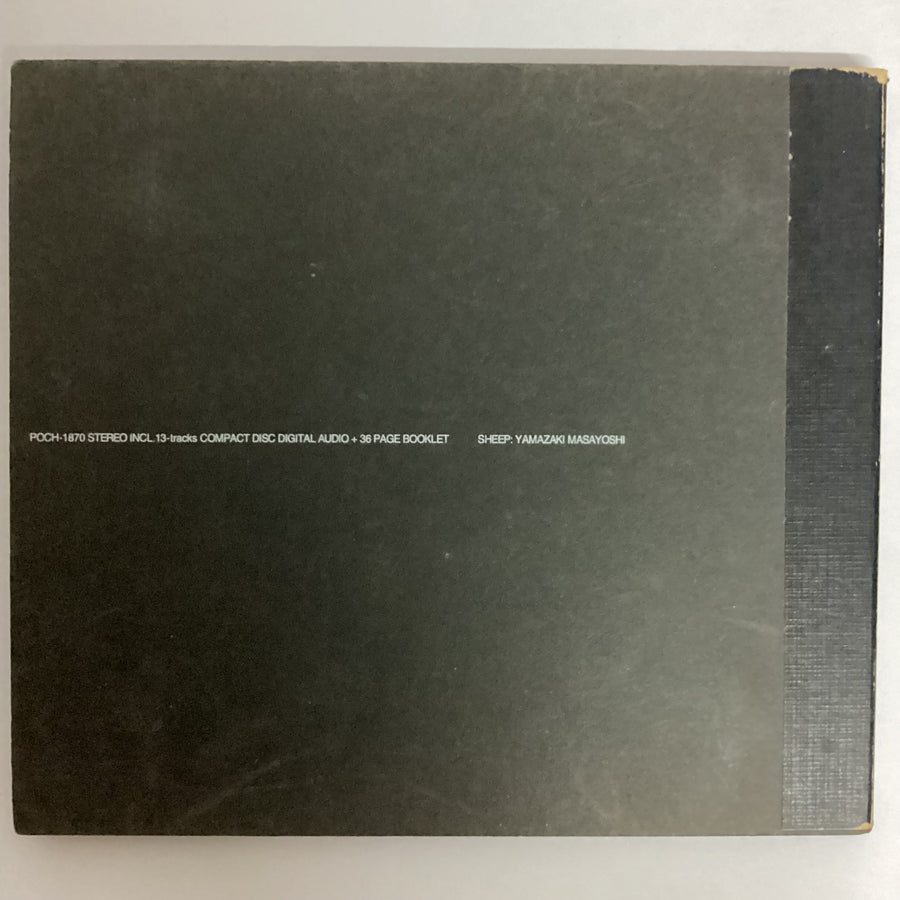 POCH-1870 STEREO INCL.13-tracks COMPACT DISC DIGITAL AUDIO + 36 PAGE BOOKLET SHEEP: YAMAZAKI MASAYOSHI